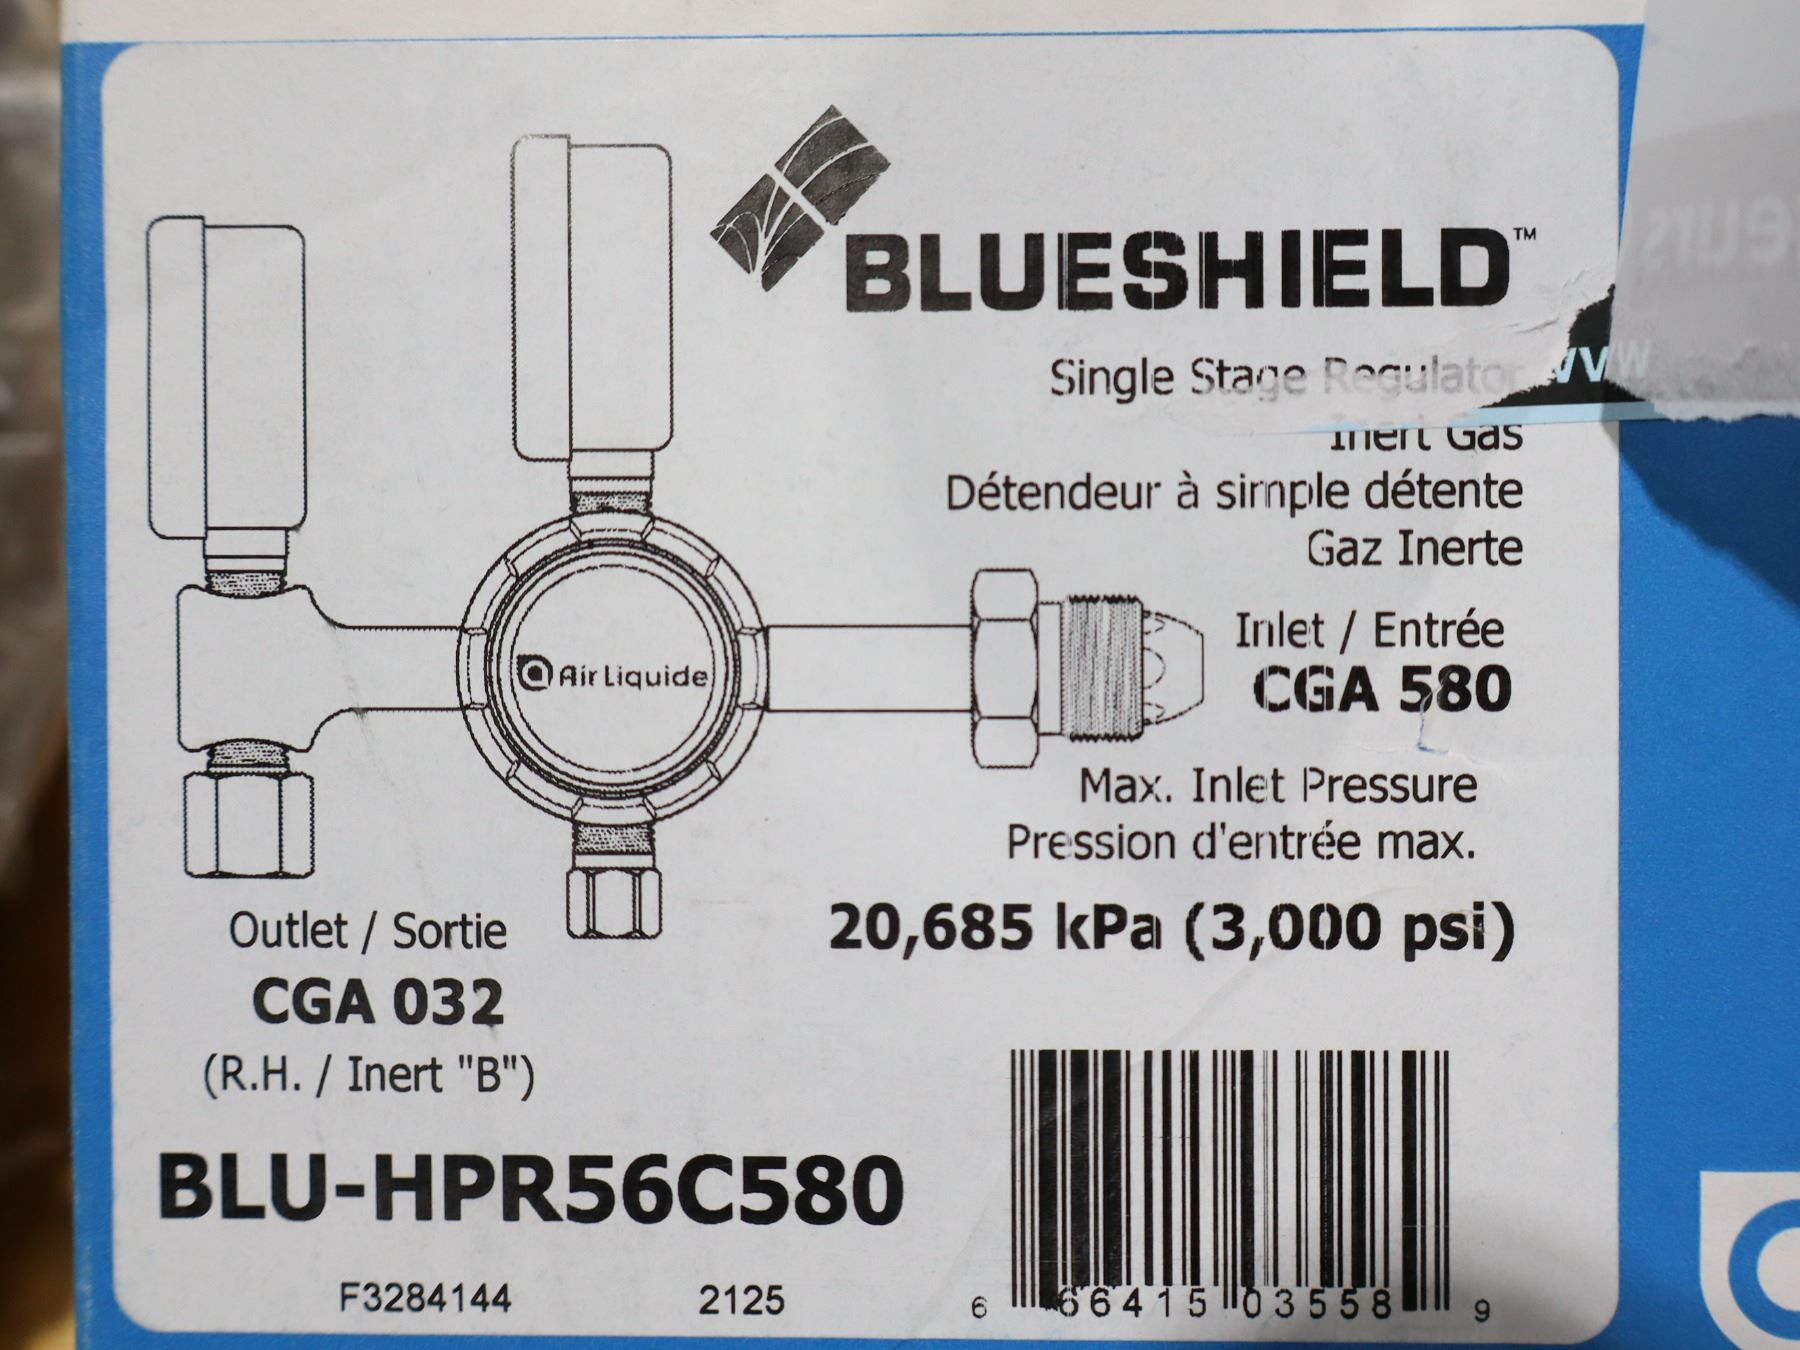 BLUESHIELD™
Single Stage Regulator
Inert Gas
Détendeur à simple détente
Gaz Inerte
Inlet / Entrée
CGA 580
Air Liquide
Max. Inlet Pressure
Pression d'entrée max.
20,685 kPa (3,000 psi)
Outlet / Sortie
CGA 032
(R.H. / Inert "B")
BLU-HPR56C580
F3284144
2125
6 66415 03558 9